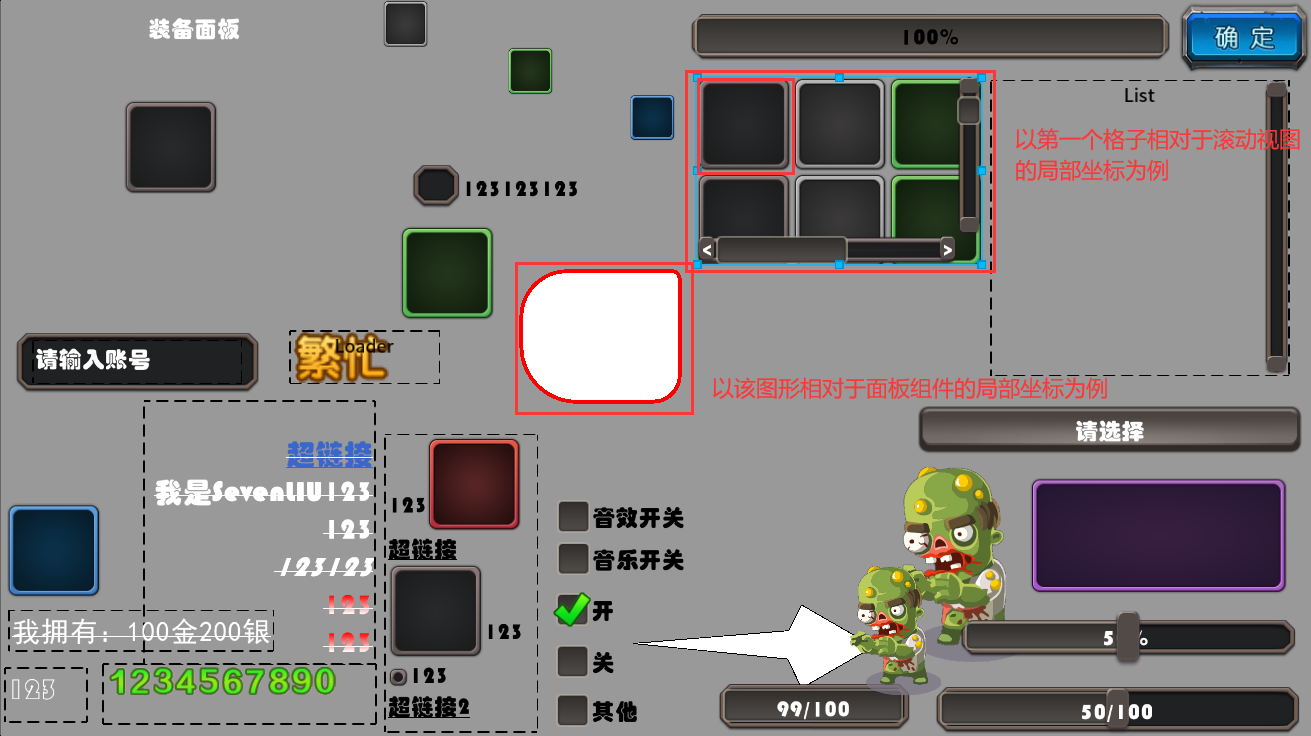 装备面板
100%
确 定
List
以第一个格子相对于滚动视图
的局部坐标为例
123123123
< >
请输入账号
繁忙
Loader
以该图形相对于面板组件的局部坐标为例
请选择
超链接
我是SevenLIU123
123
123123
123
123
我拥有：100金200银
123
1234567890
123
超链接
123
123
超链接2
音效开关
音乐开关
开
关
其他
99/100
50/100